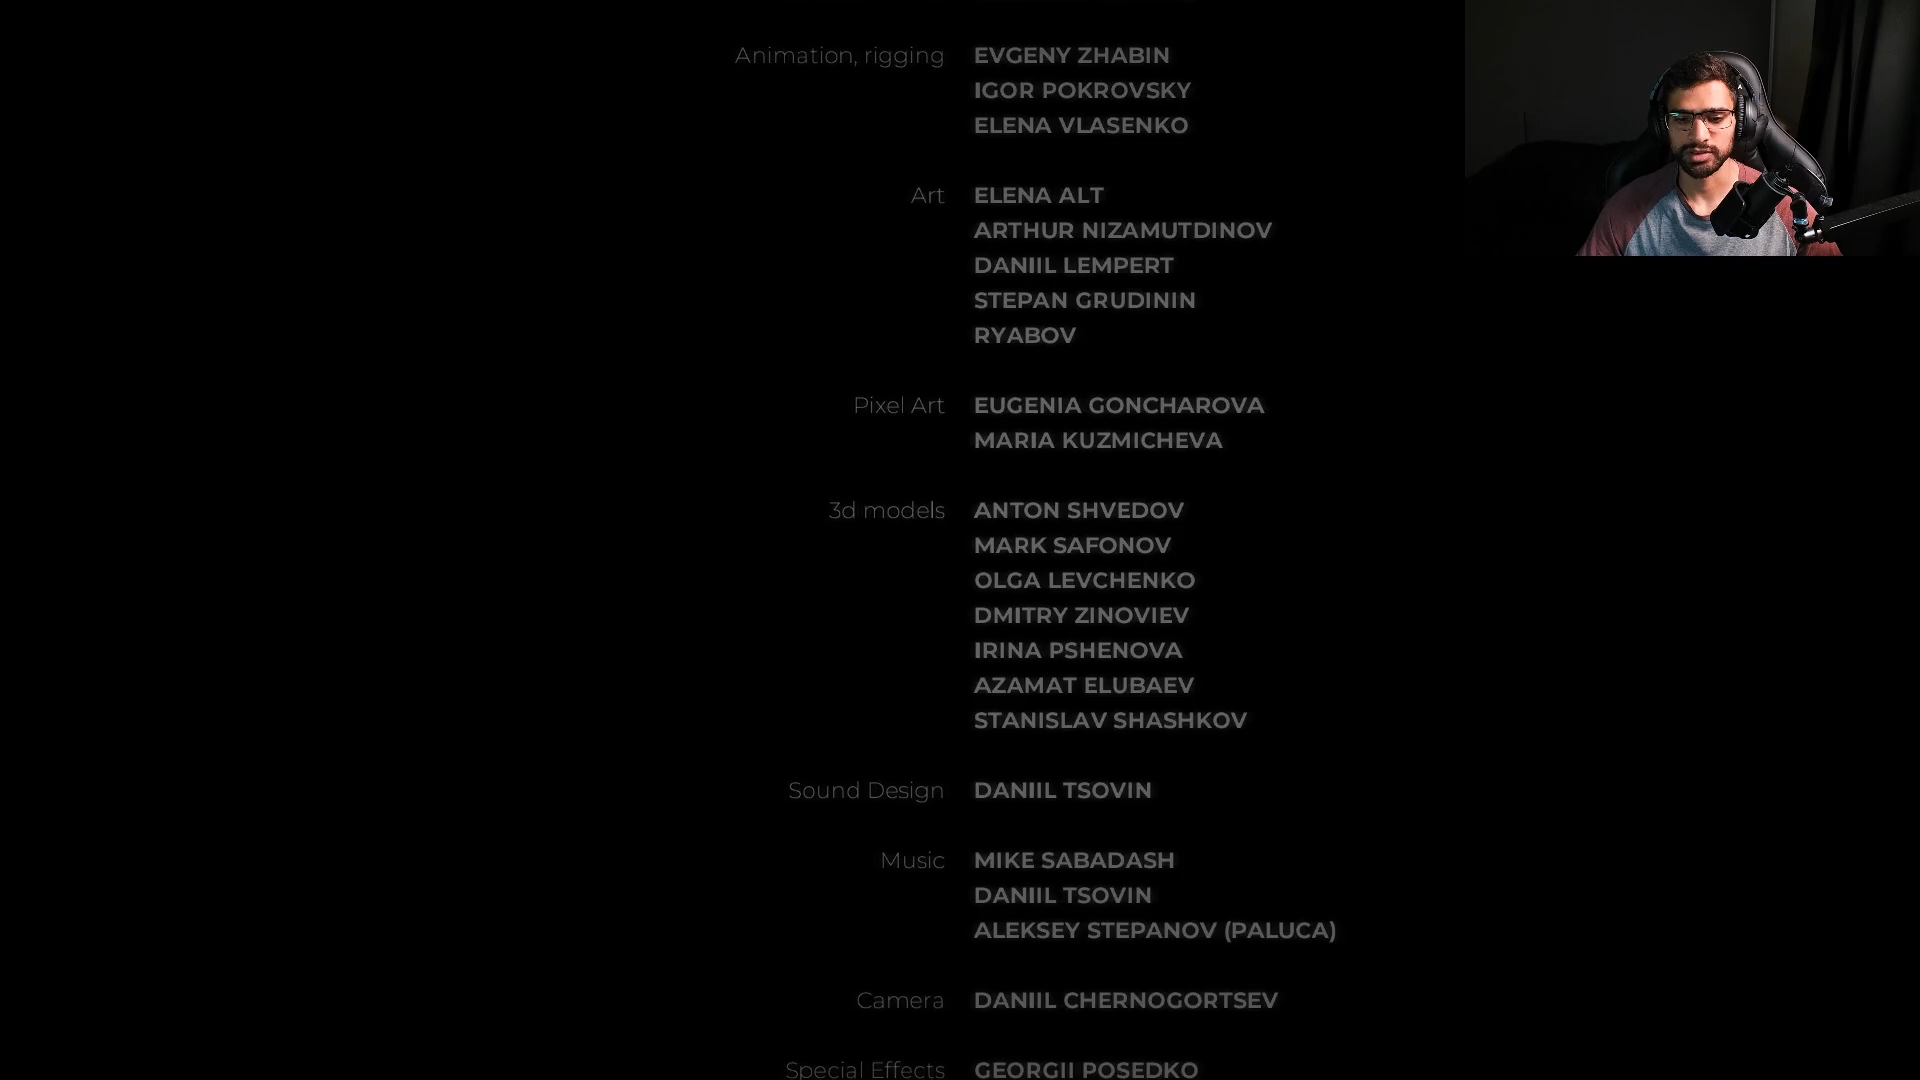 Animation, rigging EVGENY ZHABIN
IGOR POKROVSKY
ELENA VLASENKO
Art ELENA ALT
ARTHUR NIZAMUTDINOV
DANIIL LEMPERT
STEPAN GRUDININ
RYABOV
Pixel Art EUGENIA GONCHAROVA
MARIA KUZMICHEVA
3d models ANTON SHVEDOV
MARK SAFONOV
OLGA LEVCHENKO
DMITRY ZINOVIEV
IRINA PSHENOVA
AZAMAT ELUBAEV
STANISLAV SHASHKOV
Sound Design DANIIL TSOVIN
Music MIKE SABADASH
DANIIL TSOVIN
ALEKSEY STEPANOV (PALUCA)
Camera DANIIL CHERNOGORTSEV
Special Effects GEORGII POSEDKO